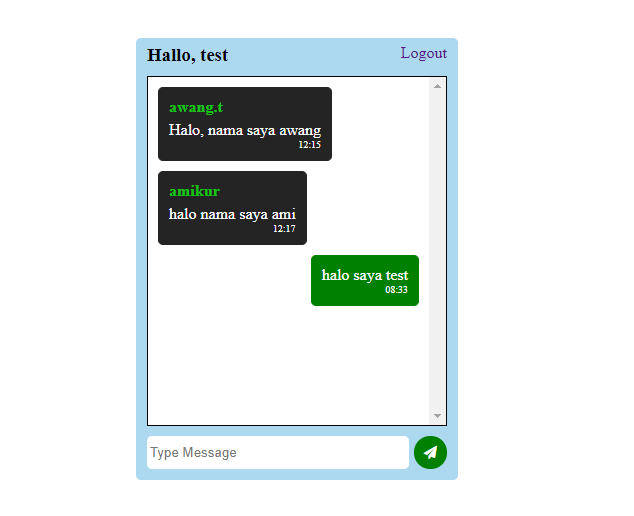 Hallo, test
Logout
awang.t
Halo, nama saya awang
12:15
amikur
halo nama saya ami
12:17
halo saya test
08:33
Type Message